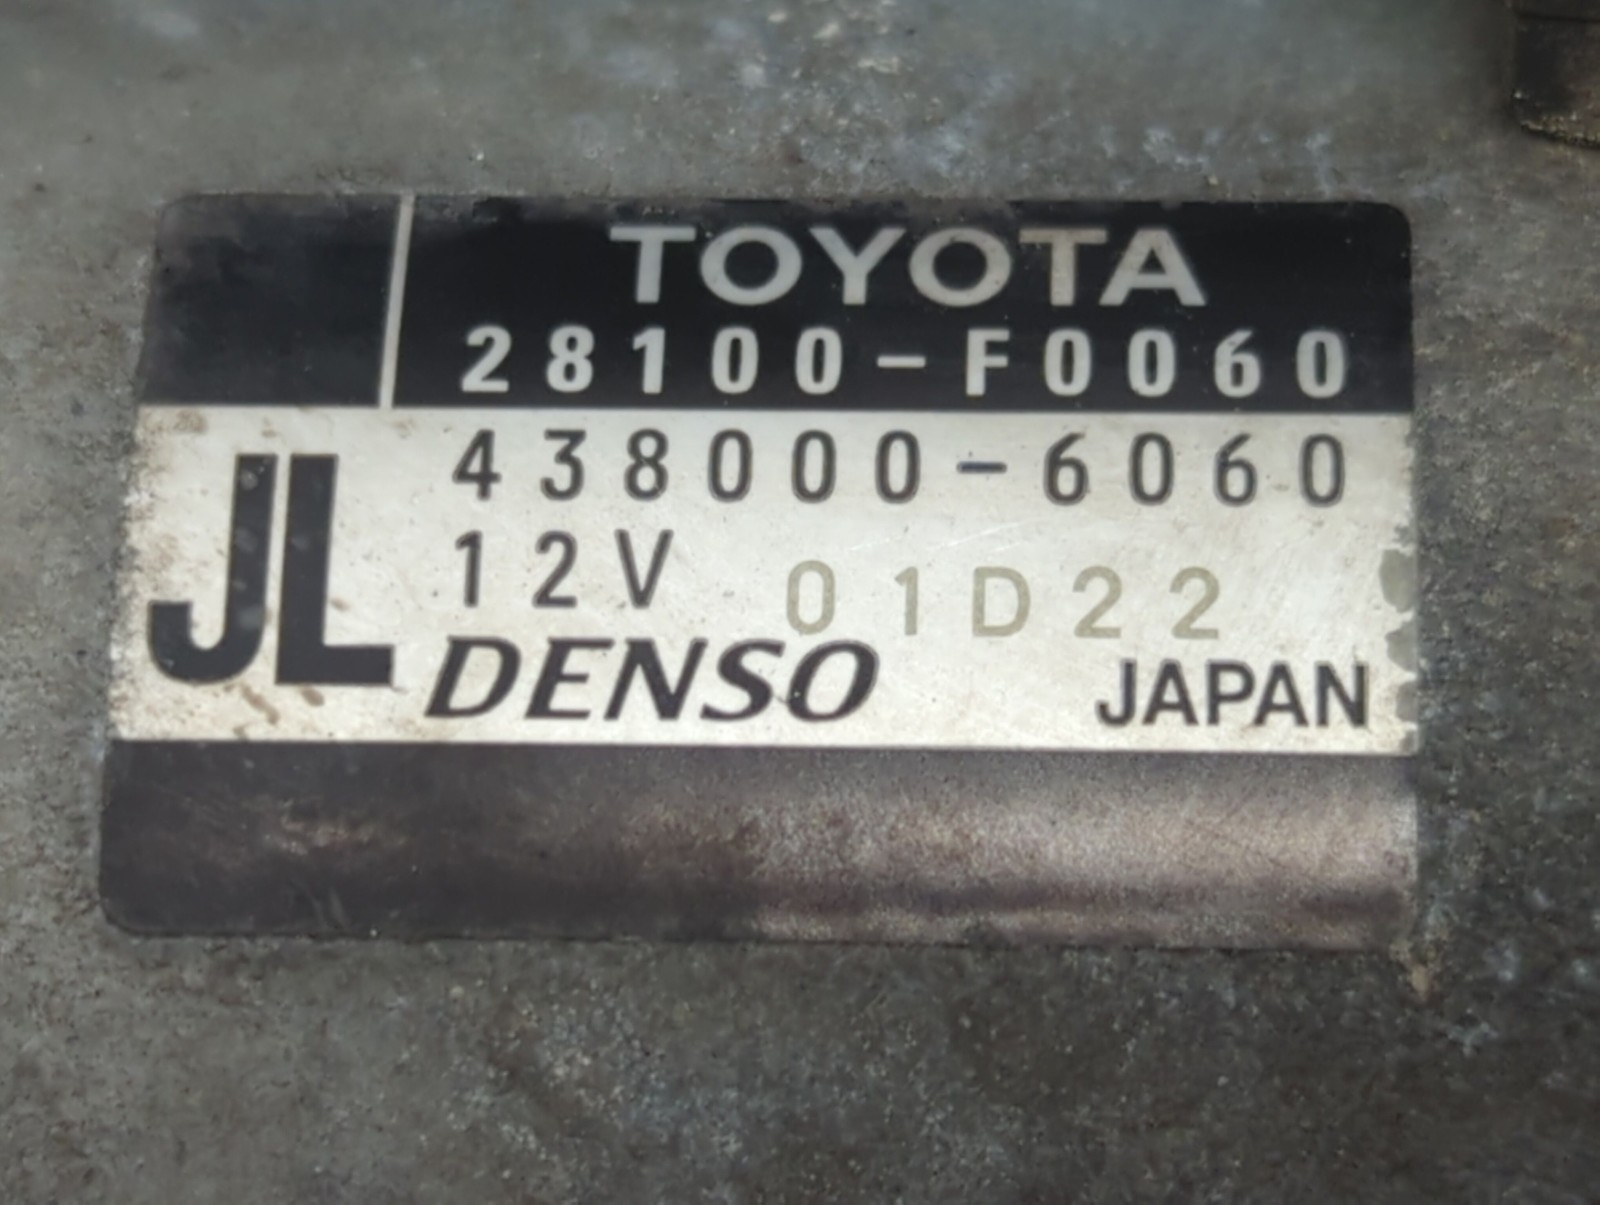 TOYOTA
28100-F0060
JL
438000-6060
12V 01D22
DENSO JAPAN